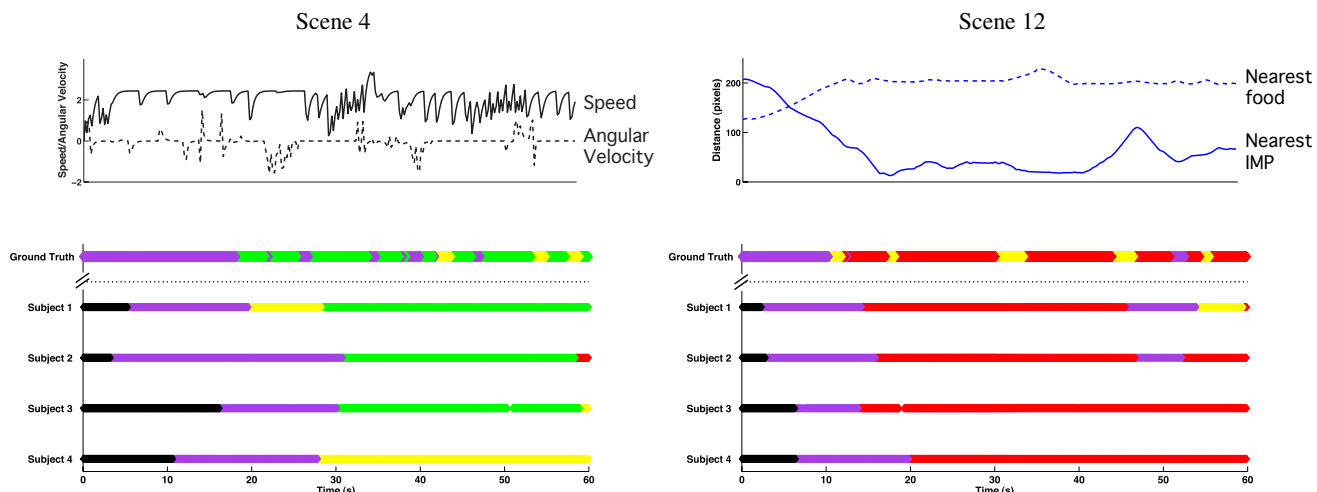 Scene 4
Speed/Angular Velocity
2
0
−2
Speed
Angular
Velocity
Ground Truth
Subject 1
Subject 2
Subject 3
Subject 4
0 10 20 30 40 50 60
Time (s)
Scene 12
Distance (pixels)
200
100
0
Nearest
food
Nearest
IMP
Ground Truth
Subject 1
Subject 2
Subject 3
Subject 4
0 10 20 30 40 50 60
Time (s)